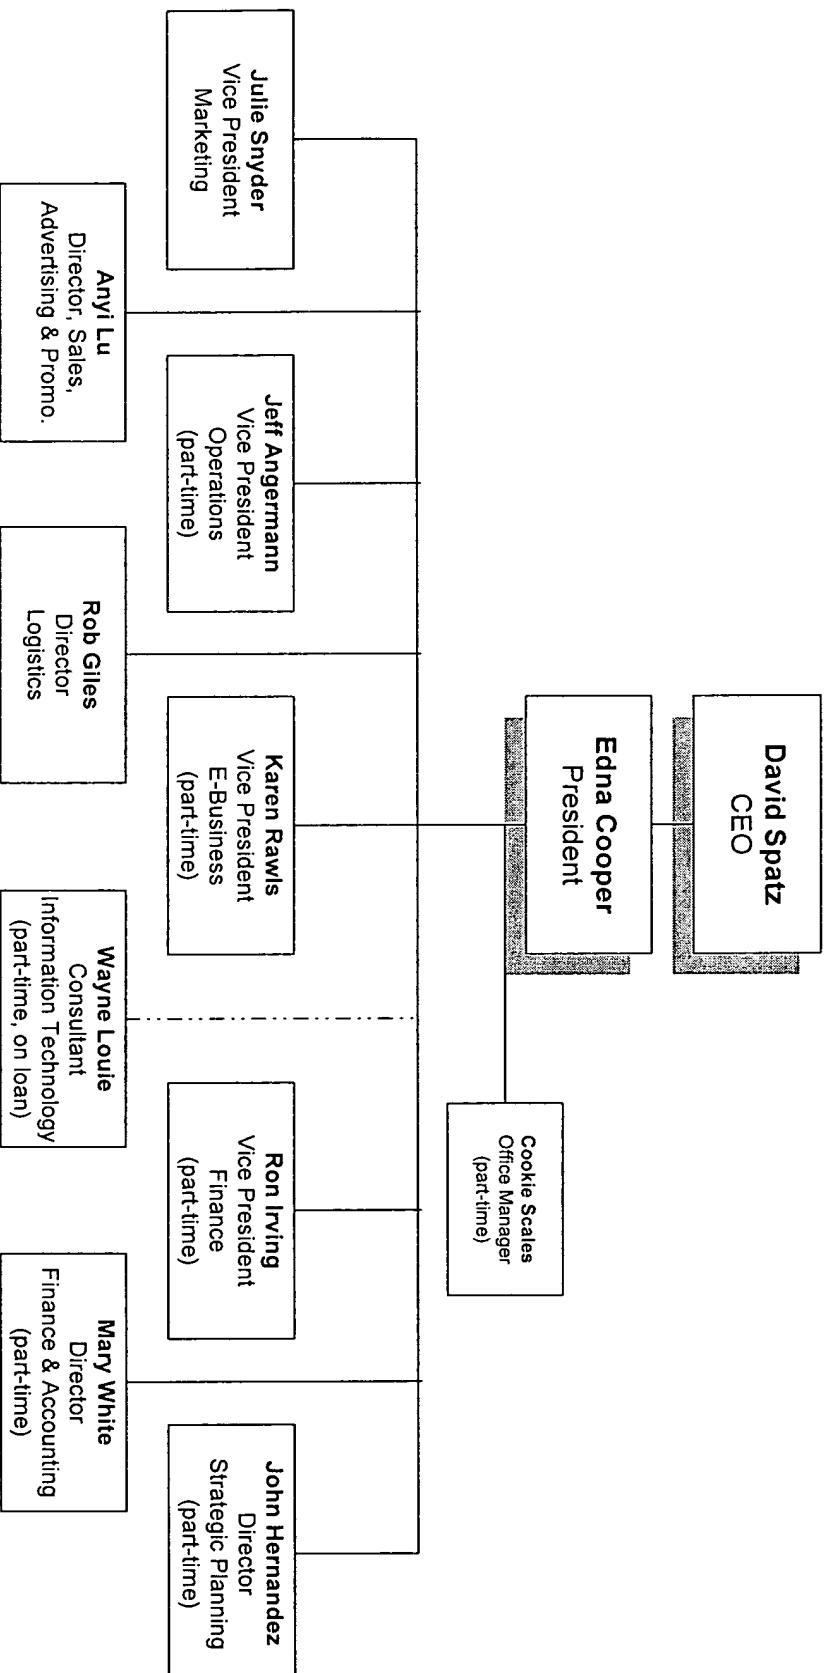 David Spatz
CEO
Edna Cooper
President
Cookie Scales
Office Manager
(part-time)
Julie Snyder
Vice President
Marketing
Jeff Angermann
Vice President
Operations
(part-time)
Karen Rawls
Vice President
E-Business
(part-time)
Ron Irving
Vice President
Finance
(part-time)
John Hernandez
Director
Strategic Planning
(part-time)
Anyi Lu
Director, Sales,
Advertising & Promo.
Rob Giles
Director
Logistics
Wayne Louie
Consultant
Information Technology
(part-time, on loan)
Mary White
Director
Finance & Accounting
(part-time)